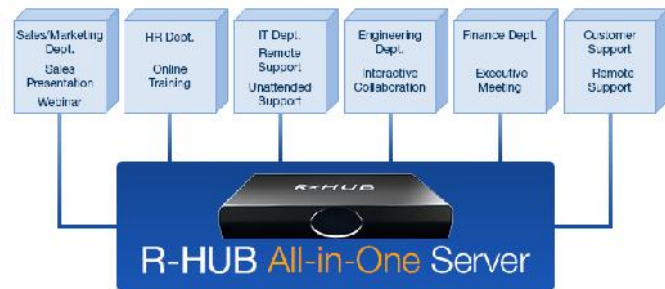 Sales/Marketing
Dept.
Sales
Presentation
Webinar
HR Dept.
Online
Training
IT Dept.
Remote
Support
Unattended
Support
Engineering
Dept.
Interactive
Collaboration
Finance Dept.
Executive
Meeting
Customer
Support
Remote
Support
R-HUB
R-HUB All-in-One Server